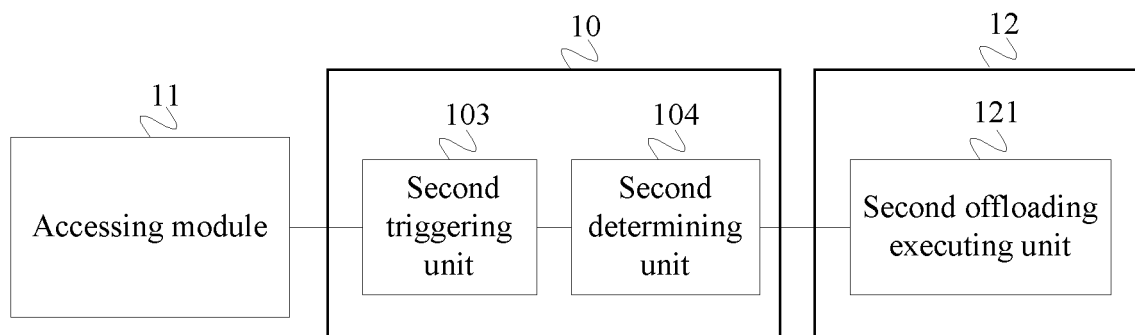 10
12
11
103
104
121
Accessing module
Second
triggering
unit
Second
determining
unit
Second offloading
executing unit